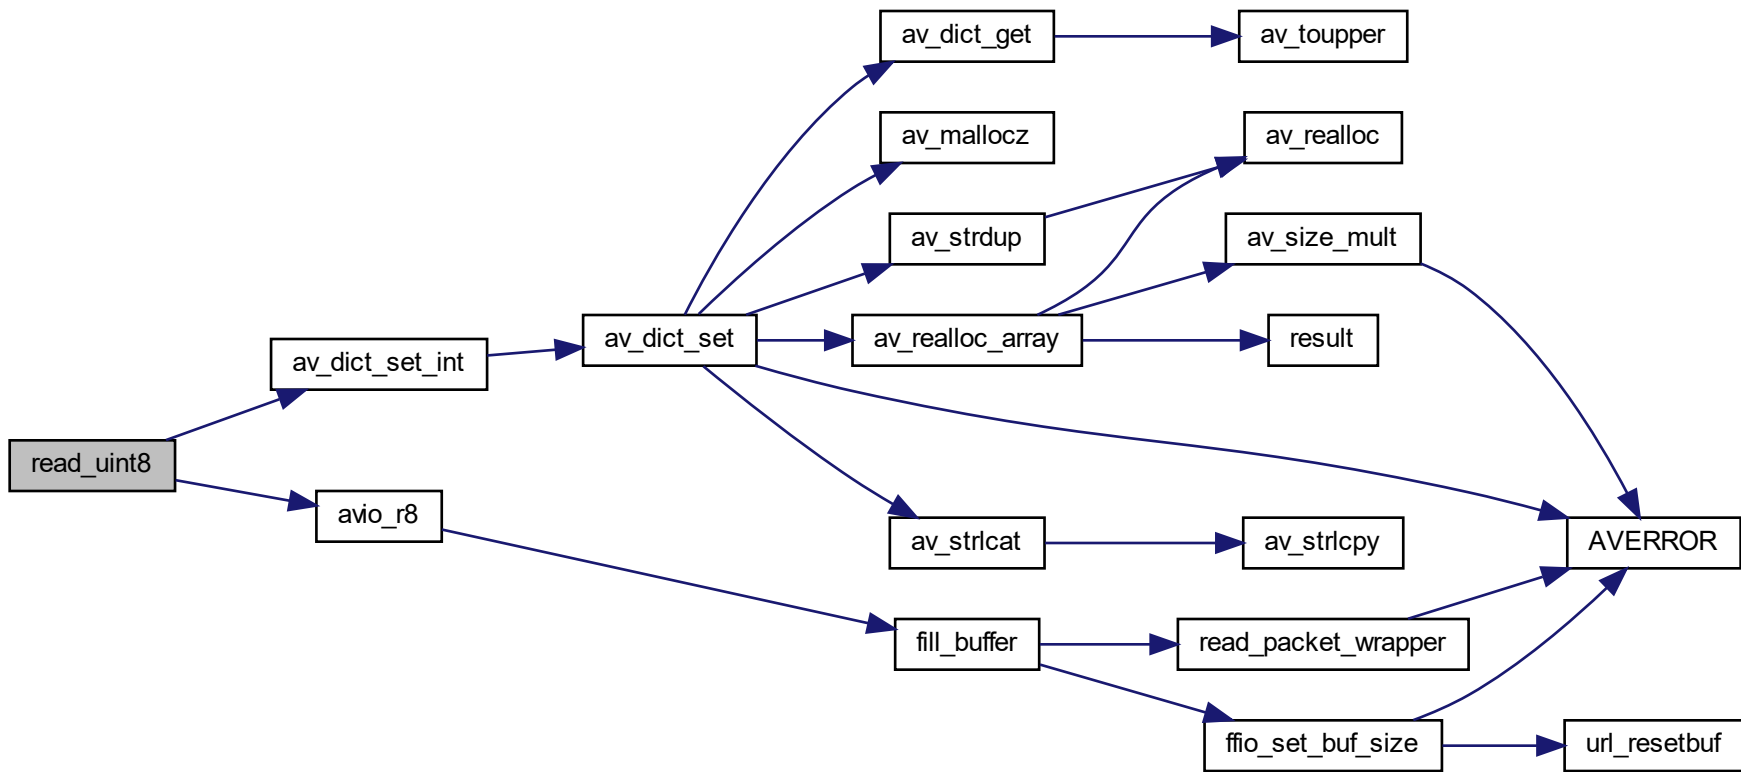 av_dict_get
av_toupper
av_mallocz
av_realloc
av_strdup
av_size_mult
av_dict_set
av_realloc_array
result
av_dict_set_int
read_uint8
avio_r8
av_strlcat
av_strlcpy
AVERROR
fill_buffer
read_packet_wrapper
ffio_set_buf_size
url_resetbuf